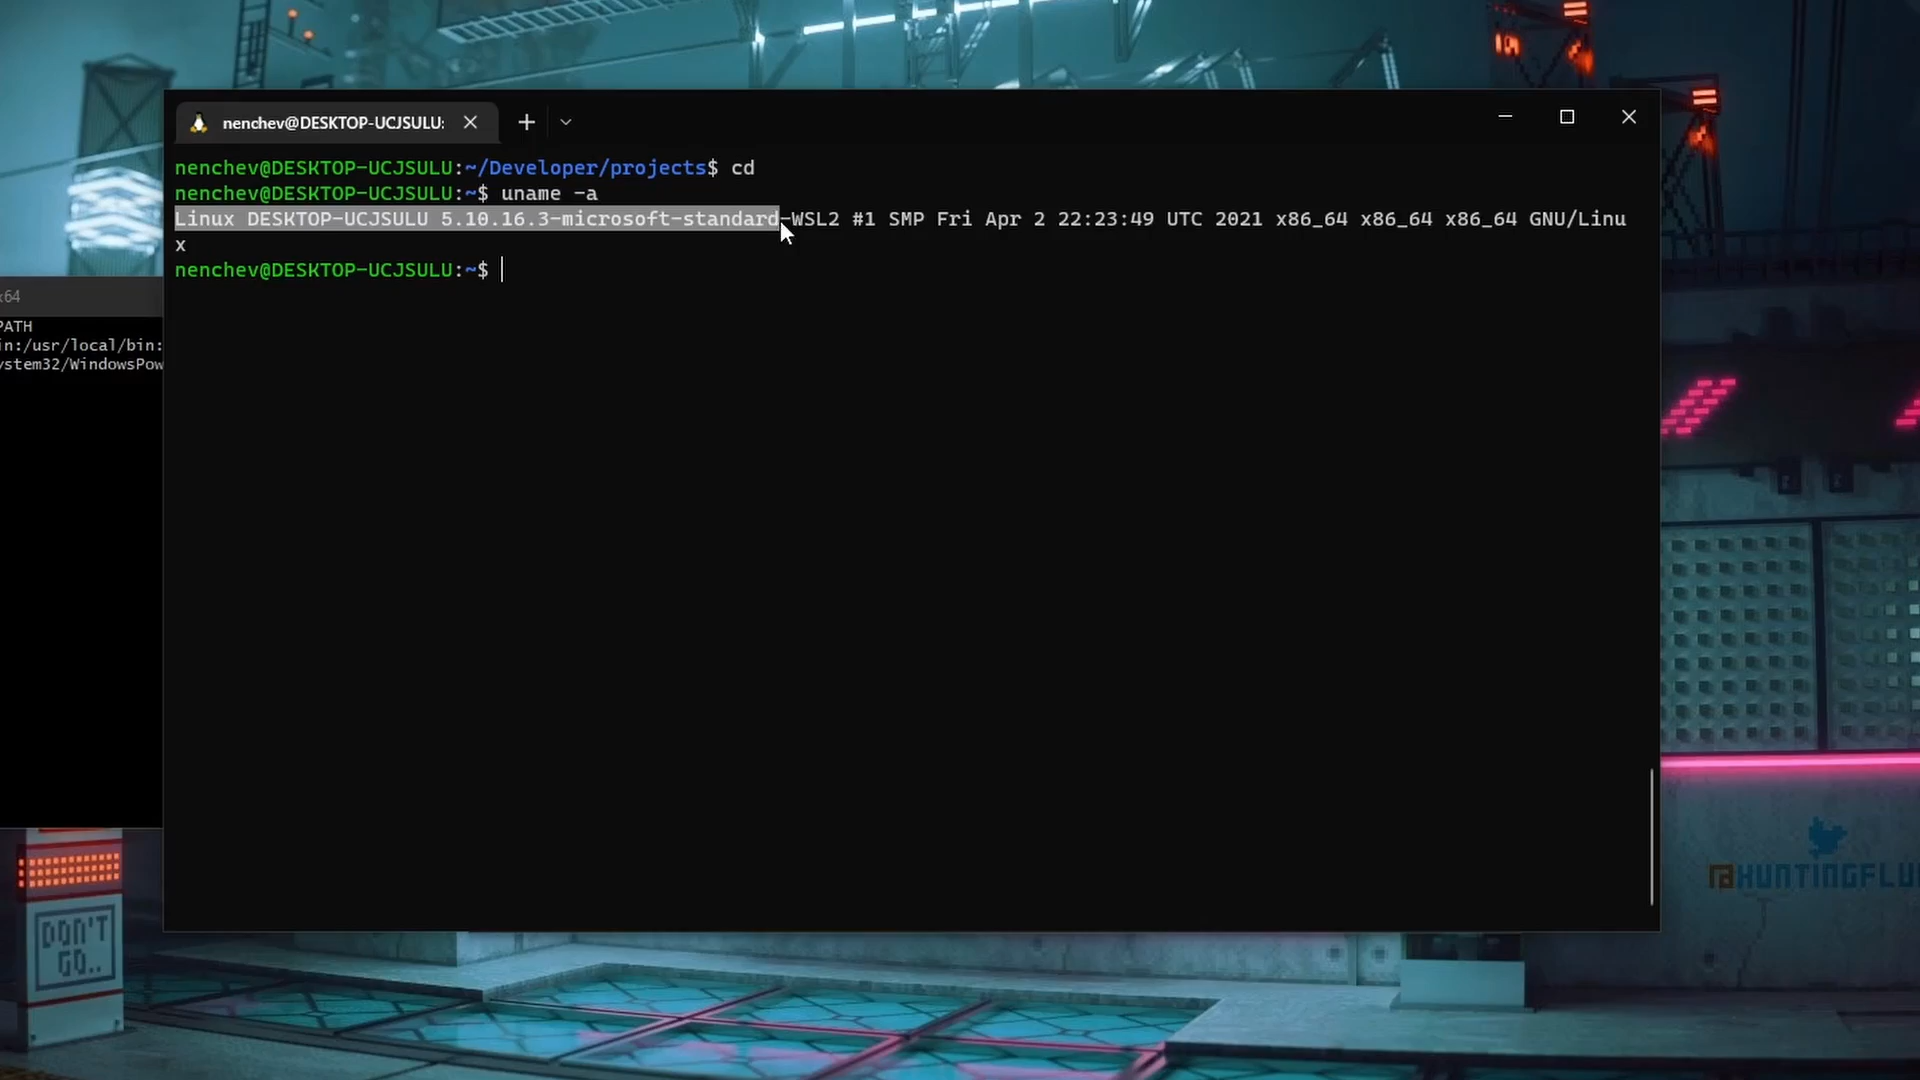 nenchev@DESKTOP-UCJSULU:
nenchev@DESKTOP-UCJSULU:~/Developer/projects$ cd
nenchev@DESKTOP-UCJSULU:~$ uname -a
Linux DESKTOP-UCJSULU 5.10.16.3-microsoft-standard-WSL2 #1 SMP Fri Apr 2 22:23:49 UTC 2021 x86_64 x86_64 x86_64 GNU/Linu
x
nenchev@DESKTOP-UCJSULU:~$
x64
PATH
in:/usr/local/bin:
ystem32/WindowsPow
@HUNTINGFLU
DON'T
GO..